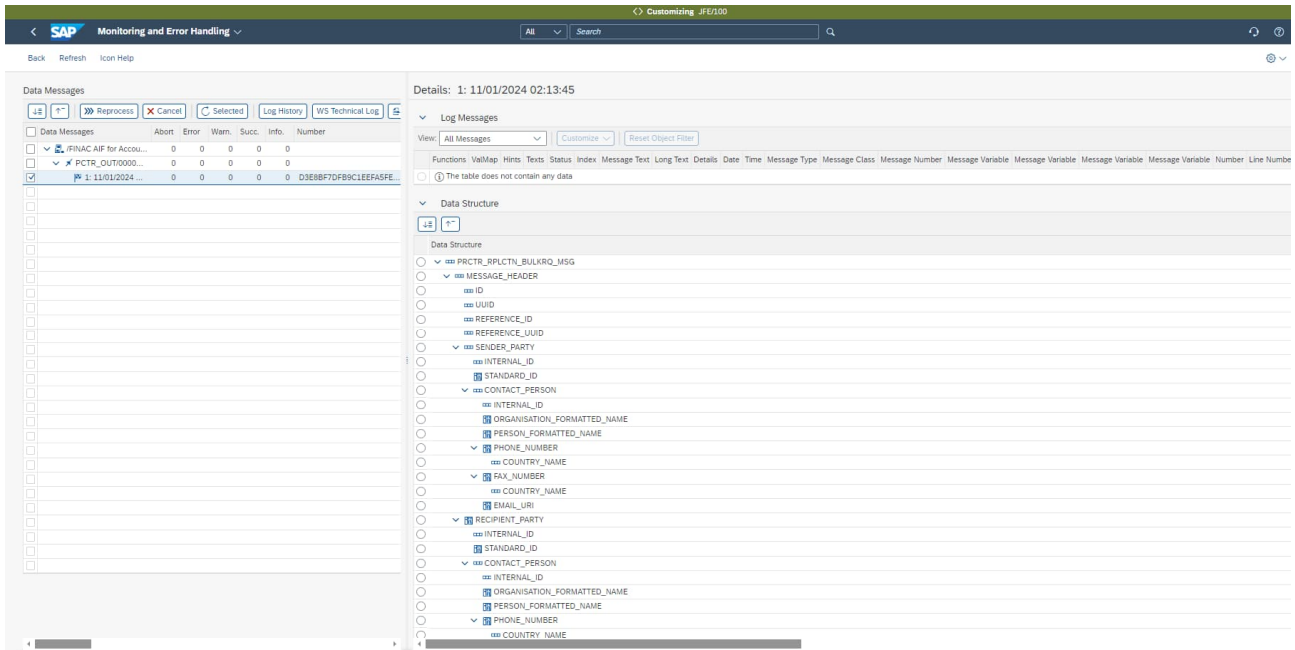 Customizing JFE/100
SAP Monitoring and Error Handling All Search
Back Refresh Icon Help
Data Messages
Reprocess Cancel Selected Log History WS Technical Log
Data Messages Abort Error Warn. Succ. Info. Number
/FINAC AIF for Accou... 0 0 0 0 0
PCTR_OUT/0000... 0 0 0 0 0
1: 11/01/2024 ... 0 0 0 0 0 D3E8BF7DFB9C1EEFA5FE...
Details: 1: 11/01/2024 02:13:45
Log Messages
View: All Messages Customize Reset Object Filter
Functions ValMap Hints Texts Status Index Message Text Long Text Details Date Time Message Type Message Class Message Number Message Variable Message Variable Message Variable Message Variable Number Line Numbe
The table does not contain any data
Data Structure
Data Structure
PRCTR_RPLCTN_BULKRQ_MSG
MESSAGE_HEADER
ID
UUID
REFERENCE_ID
REFERENCE_UUID
SENDER_PARTY
INTERNAL_ID
STANDARD_ID
CONTACT_PERSON
INTERNAL_ID
ORGANISATION_FORMATTED_NAME
PERSON_FORMATTED_NAME
PHONE_NUMBER
COUNTRY_NAME
FAX_NUMBER
COUNTRY_NAME
EMAIL_URI
RECIPIENT_PARTY
INTERNAL_ID
STANDARD_ID
CONTACT_PERSON
INTERNAL_ID
ORGANISATION_FORMATTED_NAME
PERSON_FORMATTED_NAME
PHONE_NUMBER
COUNTRY_NAME